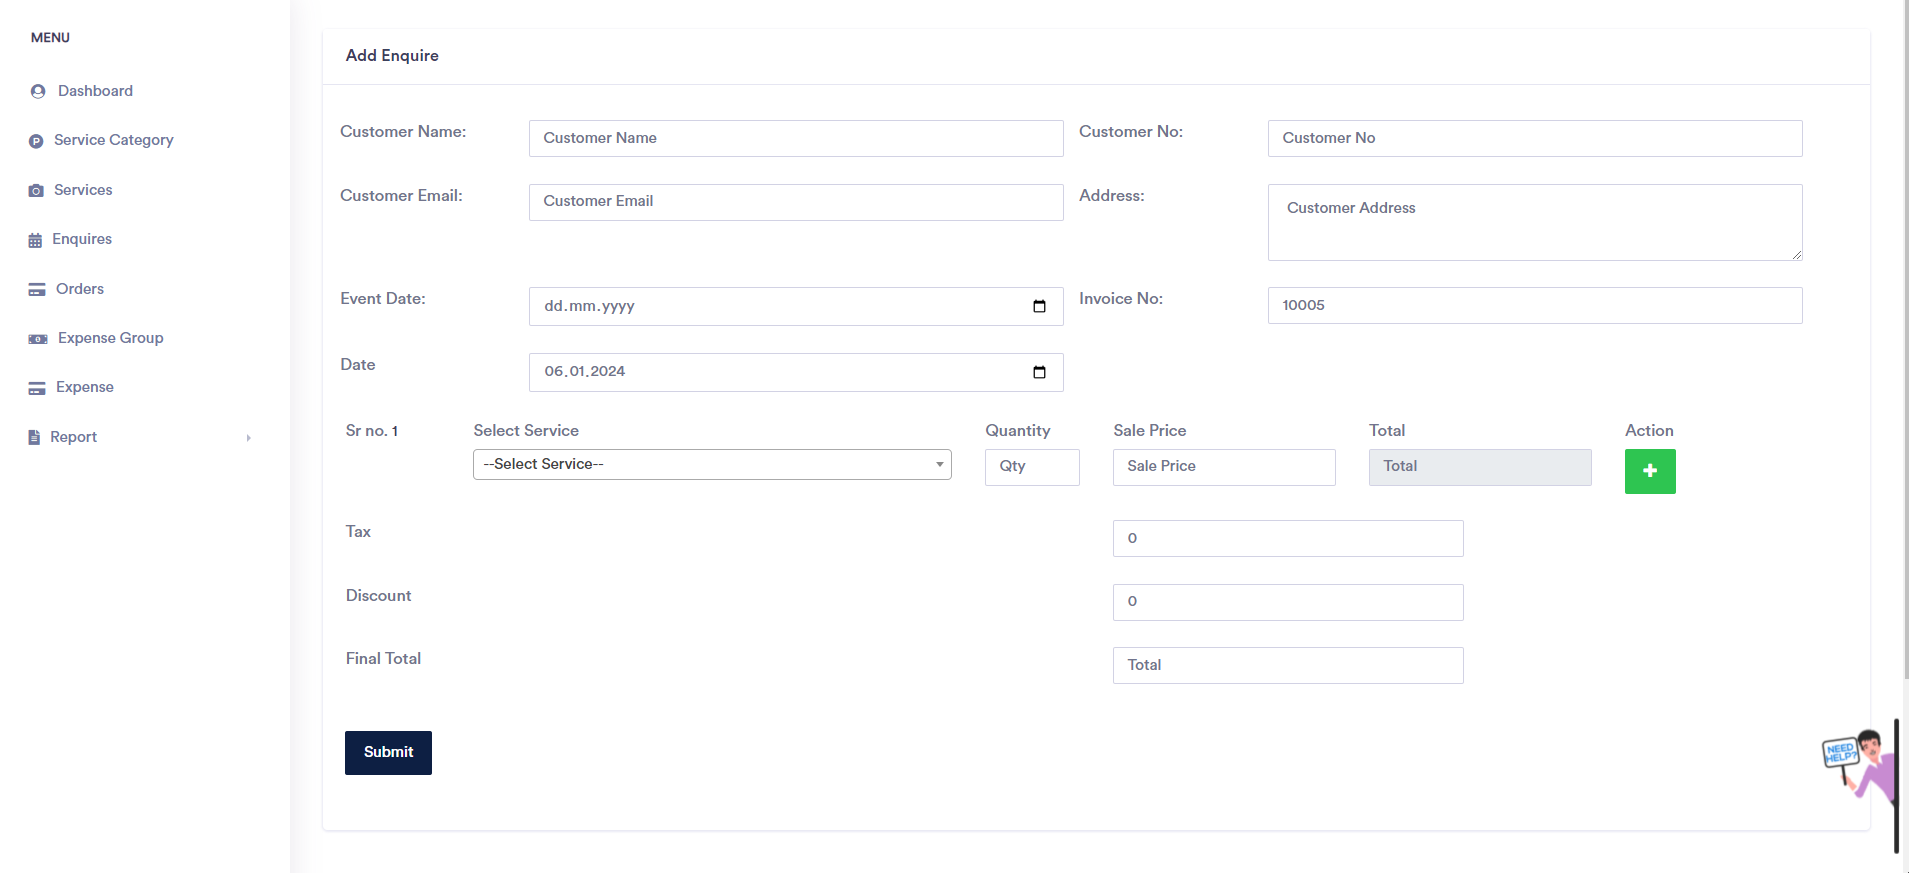 MENU
Dashboard
Service Category
Services
Enquires
Orders
Expense Group
Expense
Report
Add Enquire
Customer Name: Customer Name Customer No: Customer No
Customer Email: Customer Email Address: Customer Address
Event Date: dd.mm.yyyy Invoice No: 10005
Date 06.01.2024
Sr no. 1 Select Service Quantity Sale Price Total Action
--Select Service-- Qty Sale Price Total +
Tax 0
Discount 0
Final Total Total
Submit
NEED
HELP?